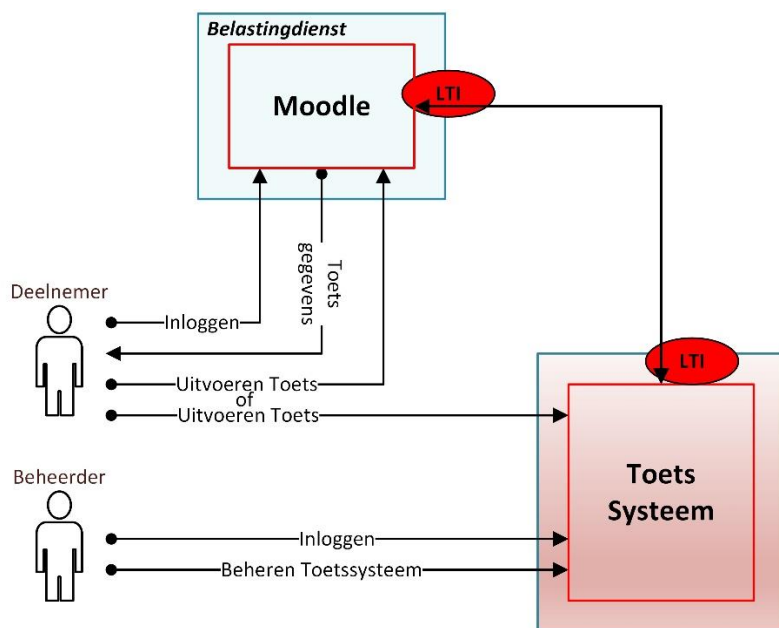 Belastingdienst
Moodle
LTI
Toets
gegevens
Deelnemer
Inloggen
Uitvoeren Toets
of
Uitvoeren Toets
LTI
Toets
Systeem
Beheerder
Inloggen
Beheren Toetssysteem